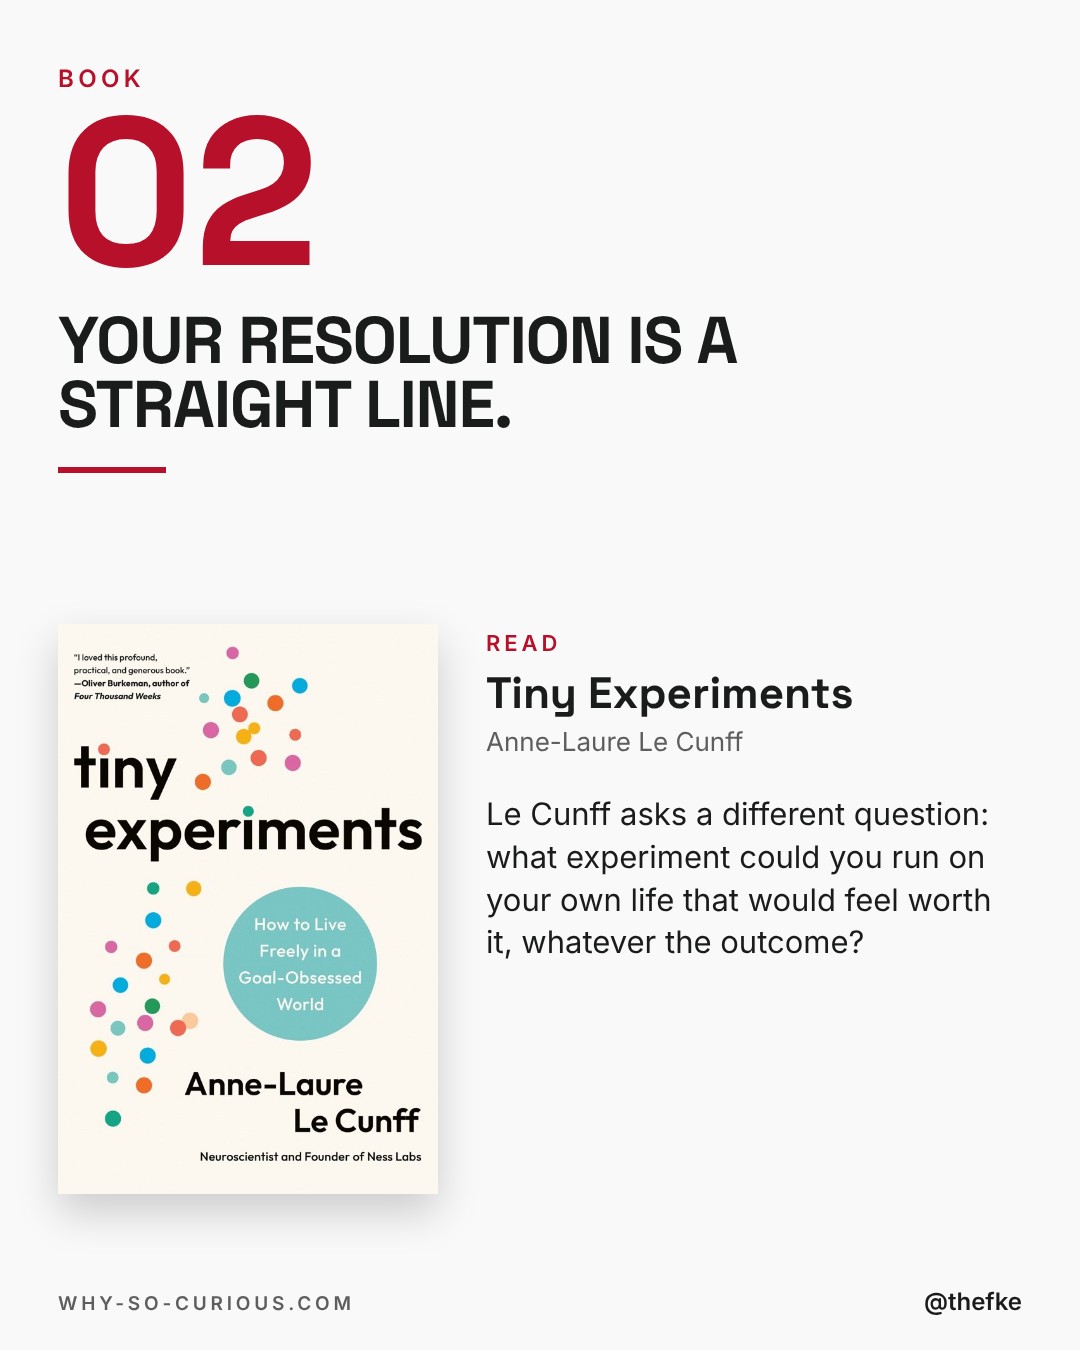 BOOK
02
YOUR RESOLUTION IS A
STRAIGHT LINE.
“I loved this profound,
practical, and generous book.”
—Oliver Burkeman, author of
Four Thousand Weeks
tiny
experiments
How to Live
Freely in a
Goal-Obsessed
World
Anne-Laure
Le Cunff
Neuroscientist and Founder of Ness Labs
READ
Tiny Experiments
Anne-Laure Le Cunff
Le Cunff asks a different question:
what experiment could you run on
your own life that would feel worth
it, whatever the outcome?
WHY-SO-CURIOUS.COM
@thefke